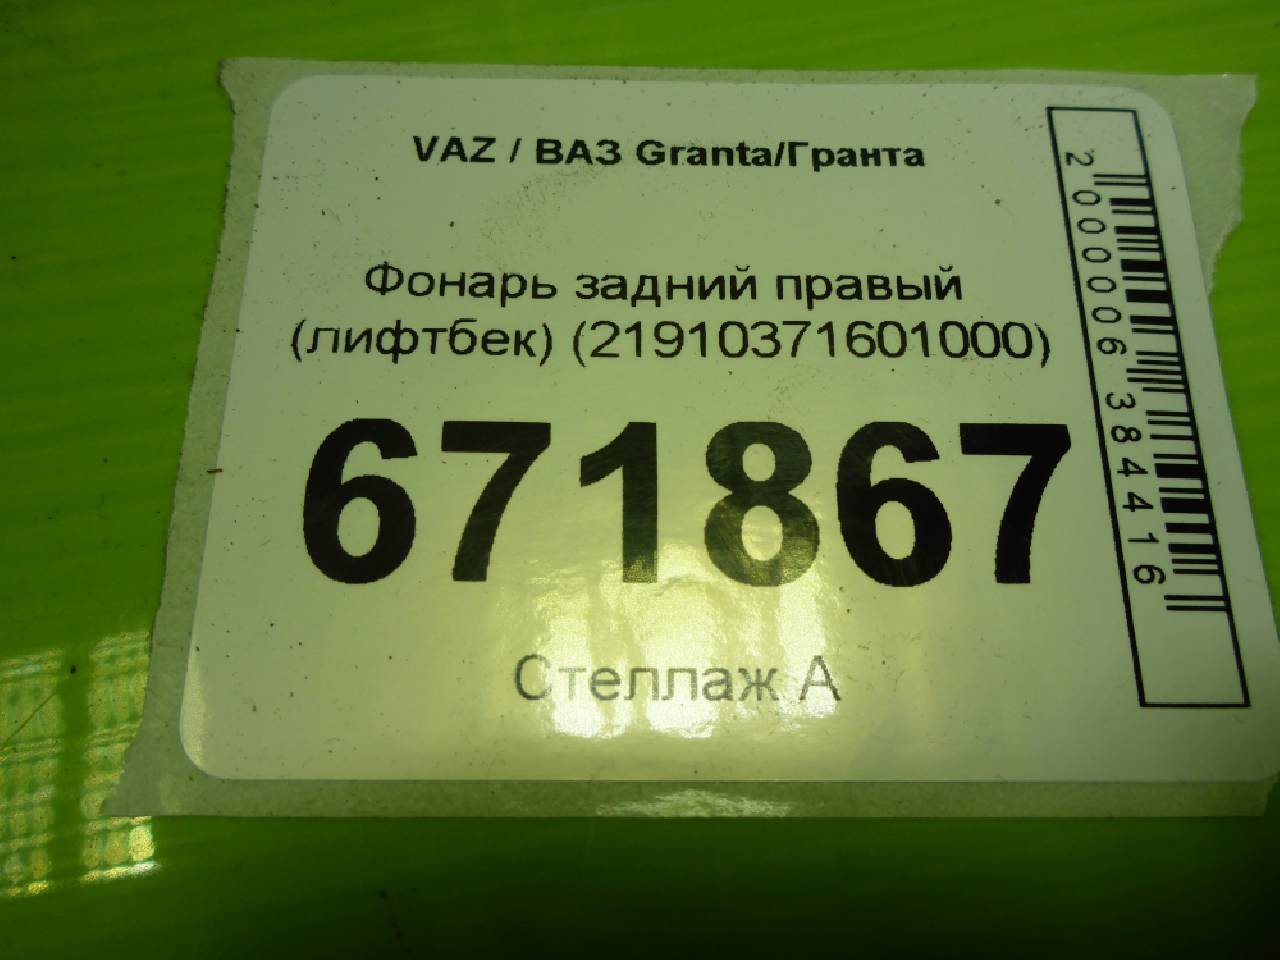 VAZ / ВАЗ Granta/Гранта
Фонарь задний правый
(лифтбек) (21910371601000)
671867
Стеллаж А
2000006384416